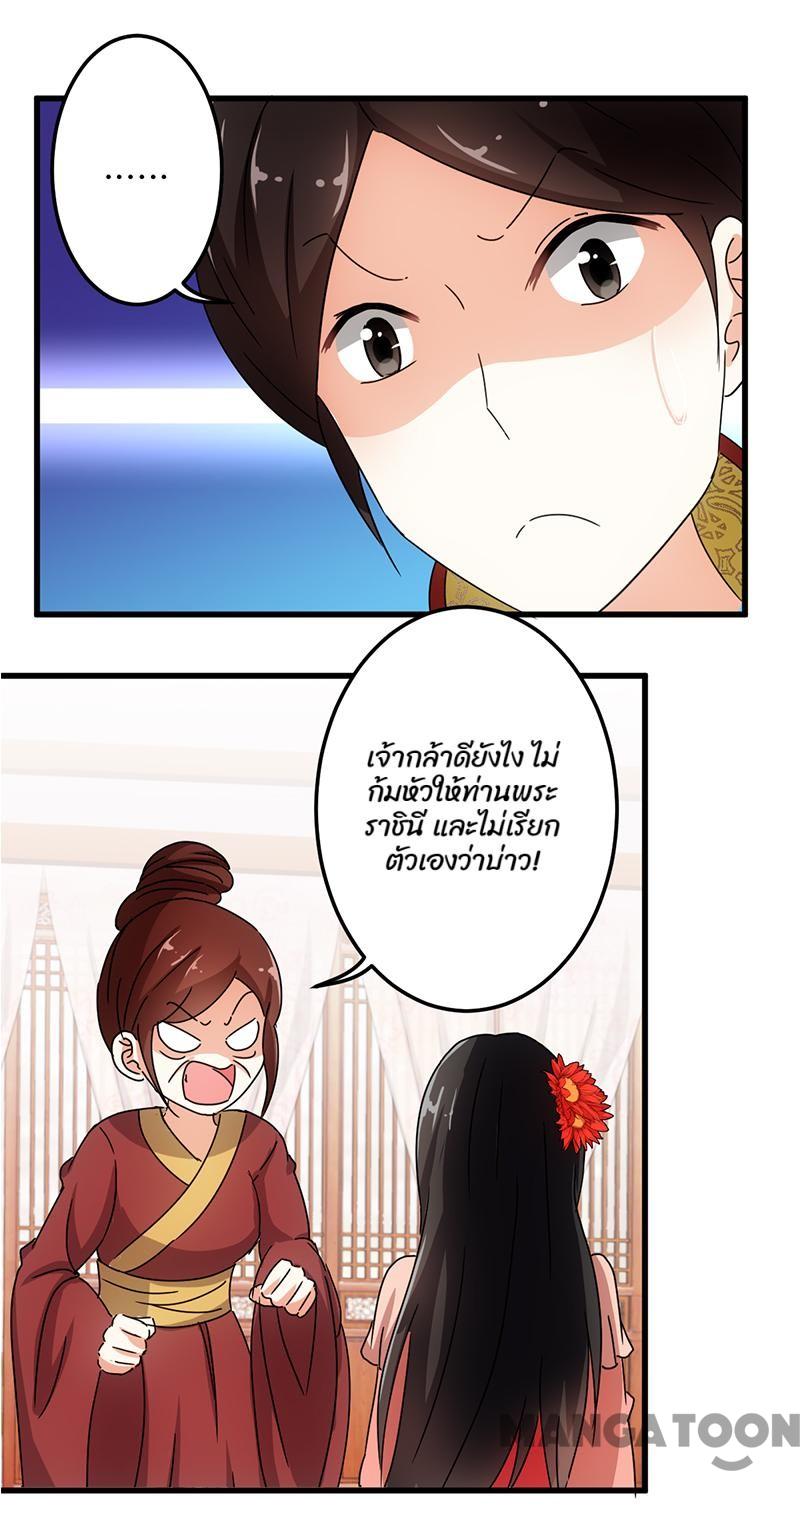 ......
เจ้ากล้าดียังไง ไม่
ก้มหัวให้ท่านพระ
ราชินี และไม่เรียก
ตัวเองว่าบ่าว!
MANGATOON